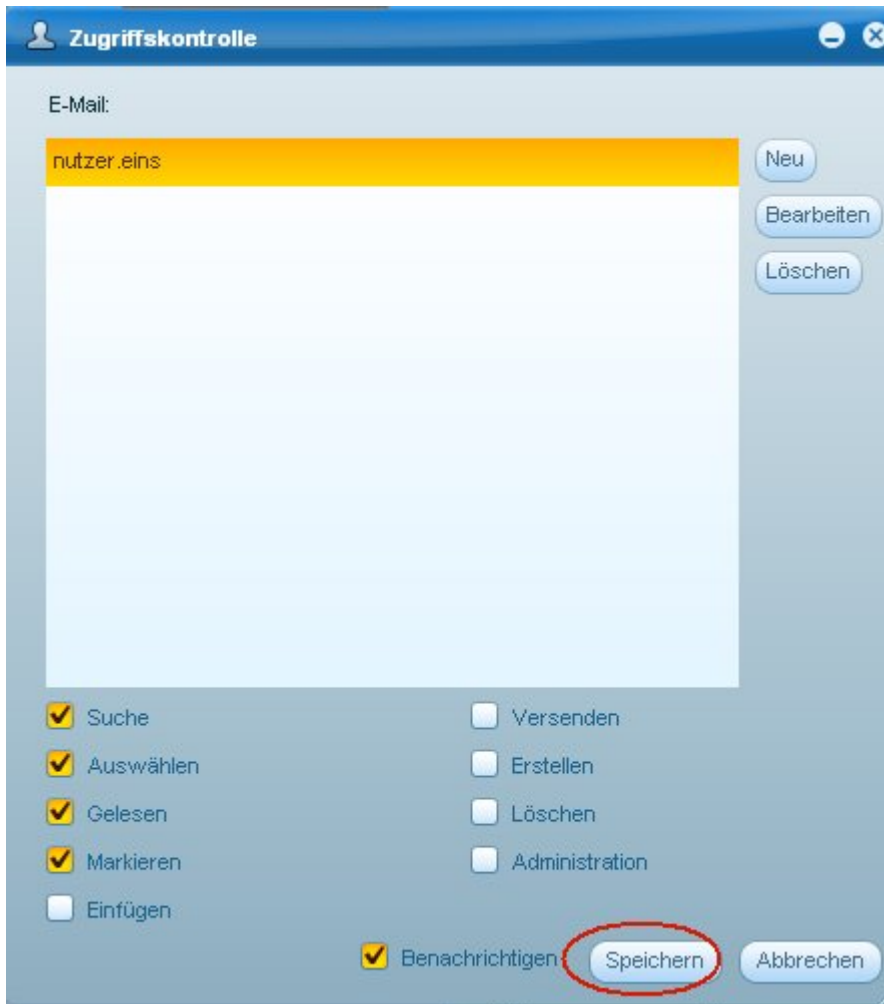 Zugriffskontrolle
E-Mail:
nutzer.eins
Neu
Bearbeiten
Löschen
Suche
Versenden
Auswählen
Erstellen
Gelesen
Löschen
Markieren
Administration
Einfügen
Benachrichtigen
Speichern
Abbrechen